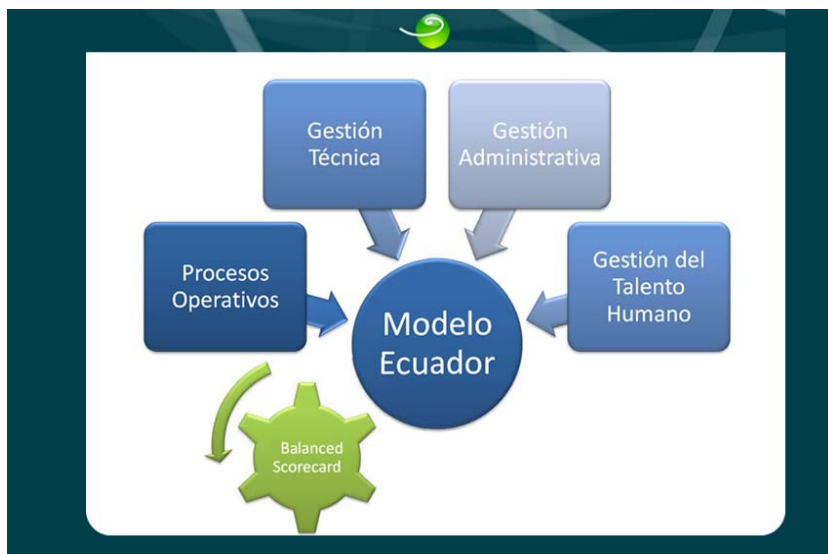 Gestión
Técnica
Gestión
Administrativa
Procesos
Operativos
Gestión del
Talento
Humano
Modelo
Ecuador
Balanced
Scorecard